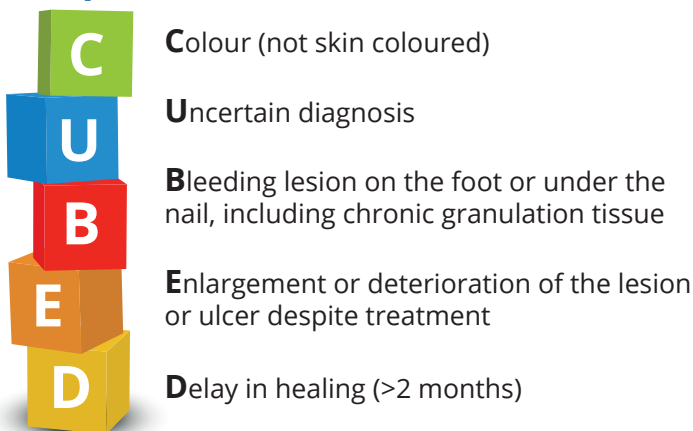 C
Colour (not skin coloured)
U
Uncertain diagnosis
B
Bleeding lesion on the foot or under the
nail, including chronic granulation tissue
E
Enlargement or deterioration of the lesion
or ulcer despite treatment
D
Delay in healing (>2 months)